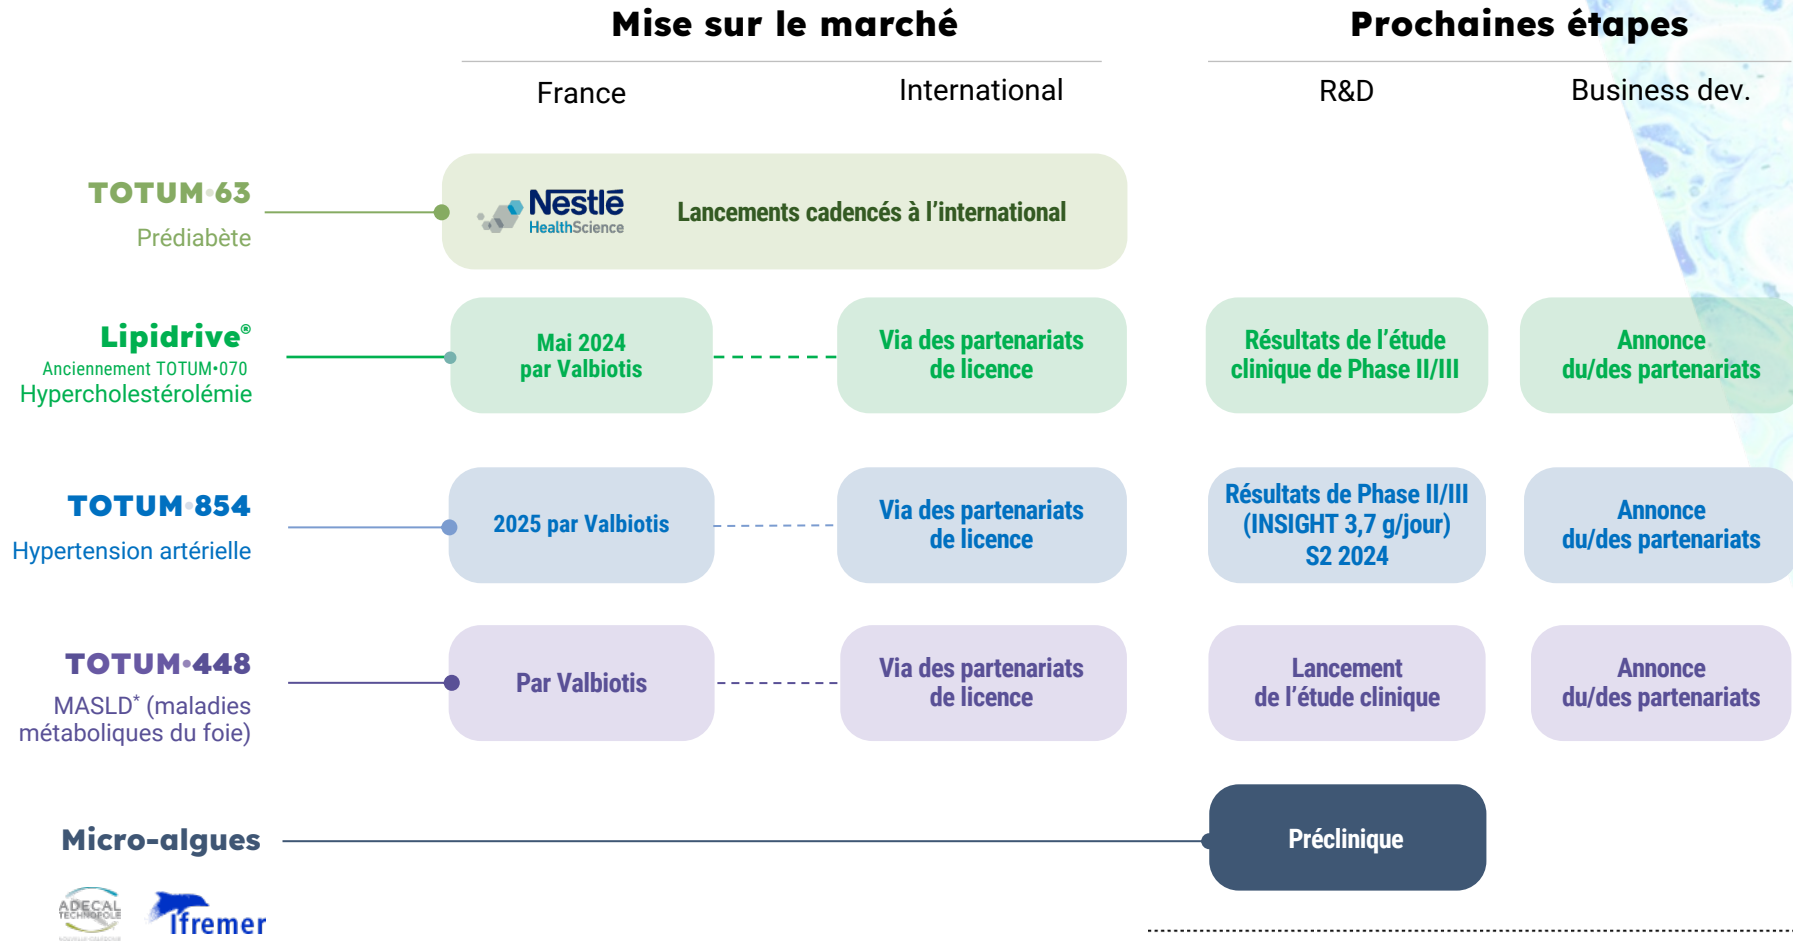 Mise sur le marché
Prochaines étapes
France
International
R&D
Business dev.
TOTUM•63
Prédiabète
Nestlē
HealthScience
Lancements cadencés à l'international
Lipidrive®
Anciennement TOTUM•070
Hypercholestérolémie
Mai 2024
par Valbiotis
Via des partenariats
de licence
Résultats de l'étude
clinique de Phase II/III
Annonce
du/des partenariats
TOTUM•854
Hypertension artérielle
2025 par Valbiotis
Via des partenariats
de licence
Résultats de Phase II/III
(INSIGHT 3,7 g/jour)
S2 2024
Annonce
du/des partenariats
TOTUM•448
MASLD* (maladies
métaboliques du foie)
Par Valbiotis
Via des partenariats
de licence
Lancement
de l'étude clinique
Annonce
du/des partenariats
Micro-algues
Préclinique
ADECAL
TECHNOPOLE
Ifremer